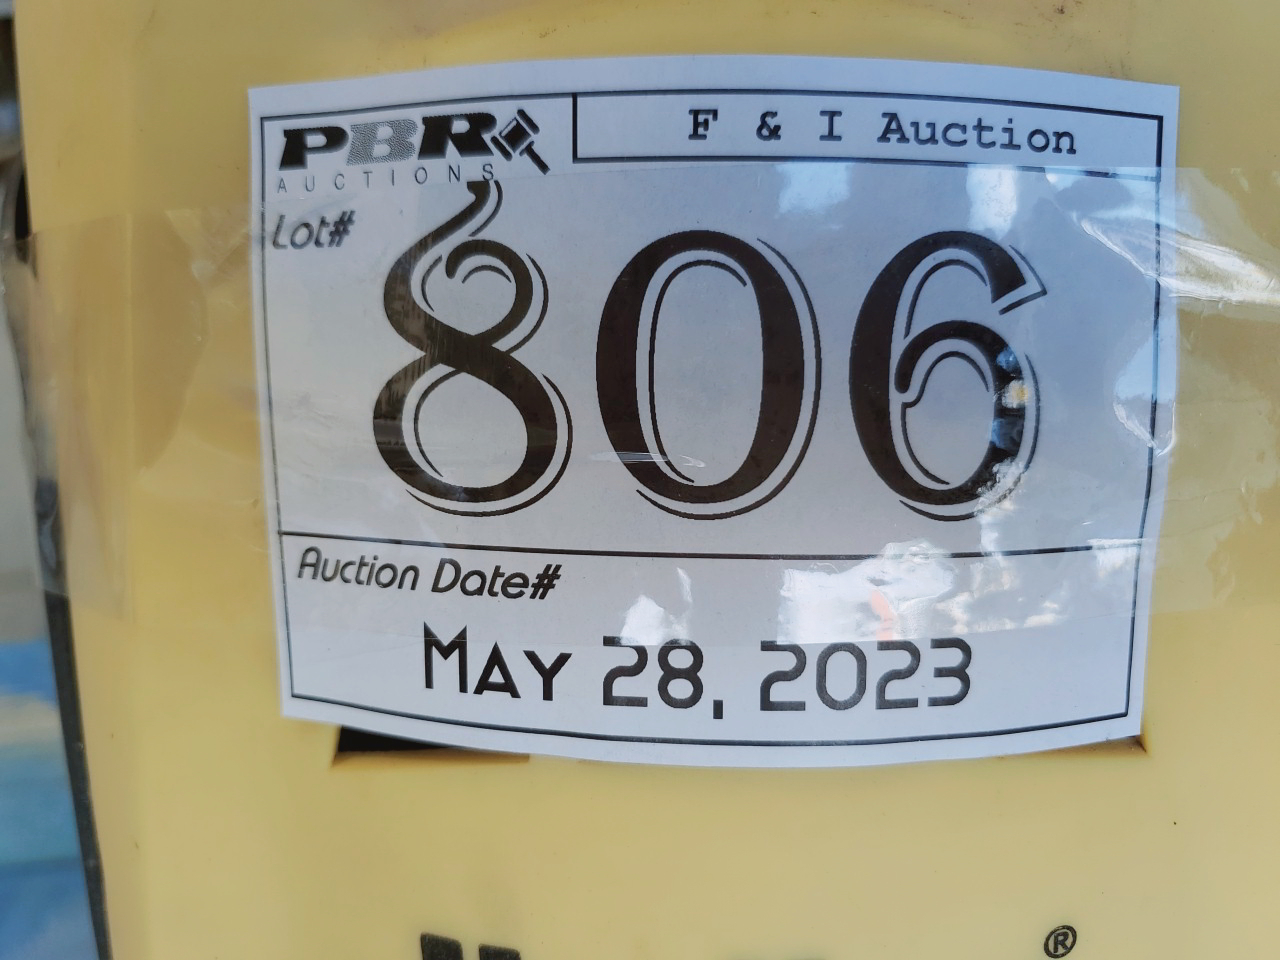 PBR
AUCTIONS
F & I Auction
Lot#
806
Auction Date#
May 28, 2023
®